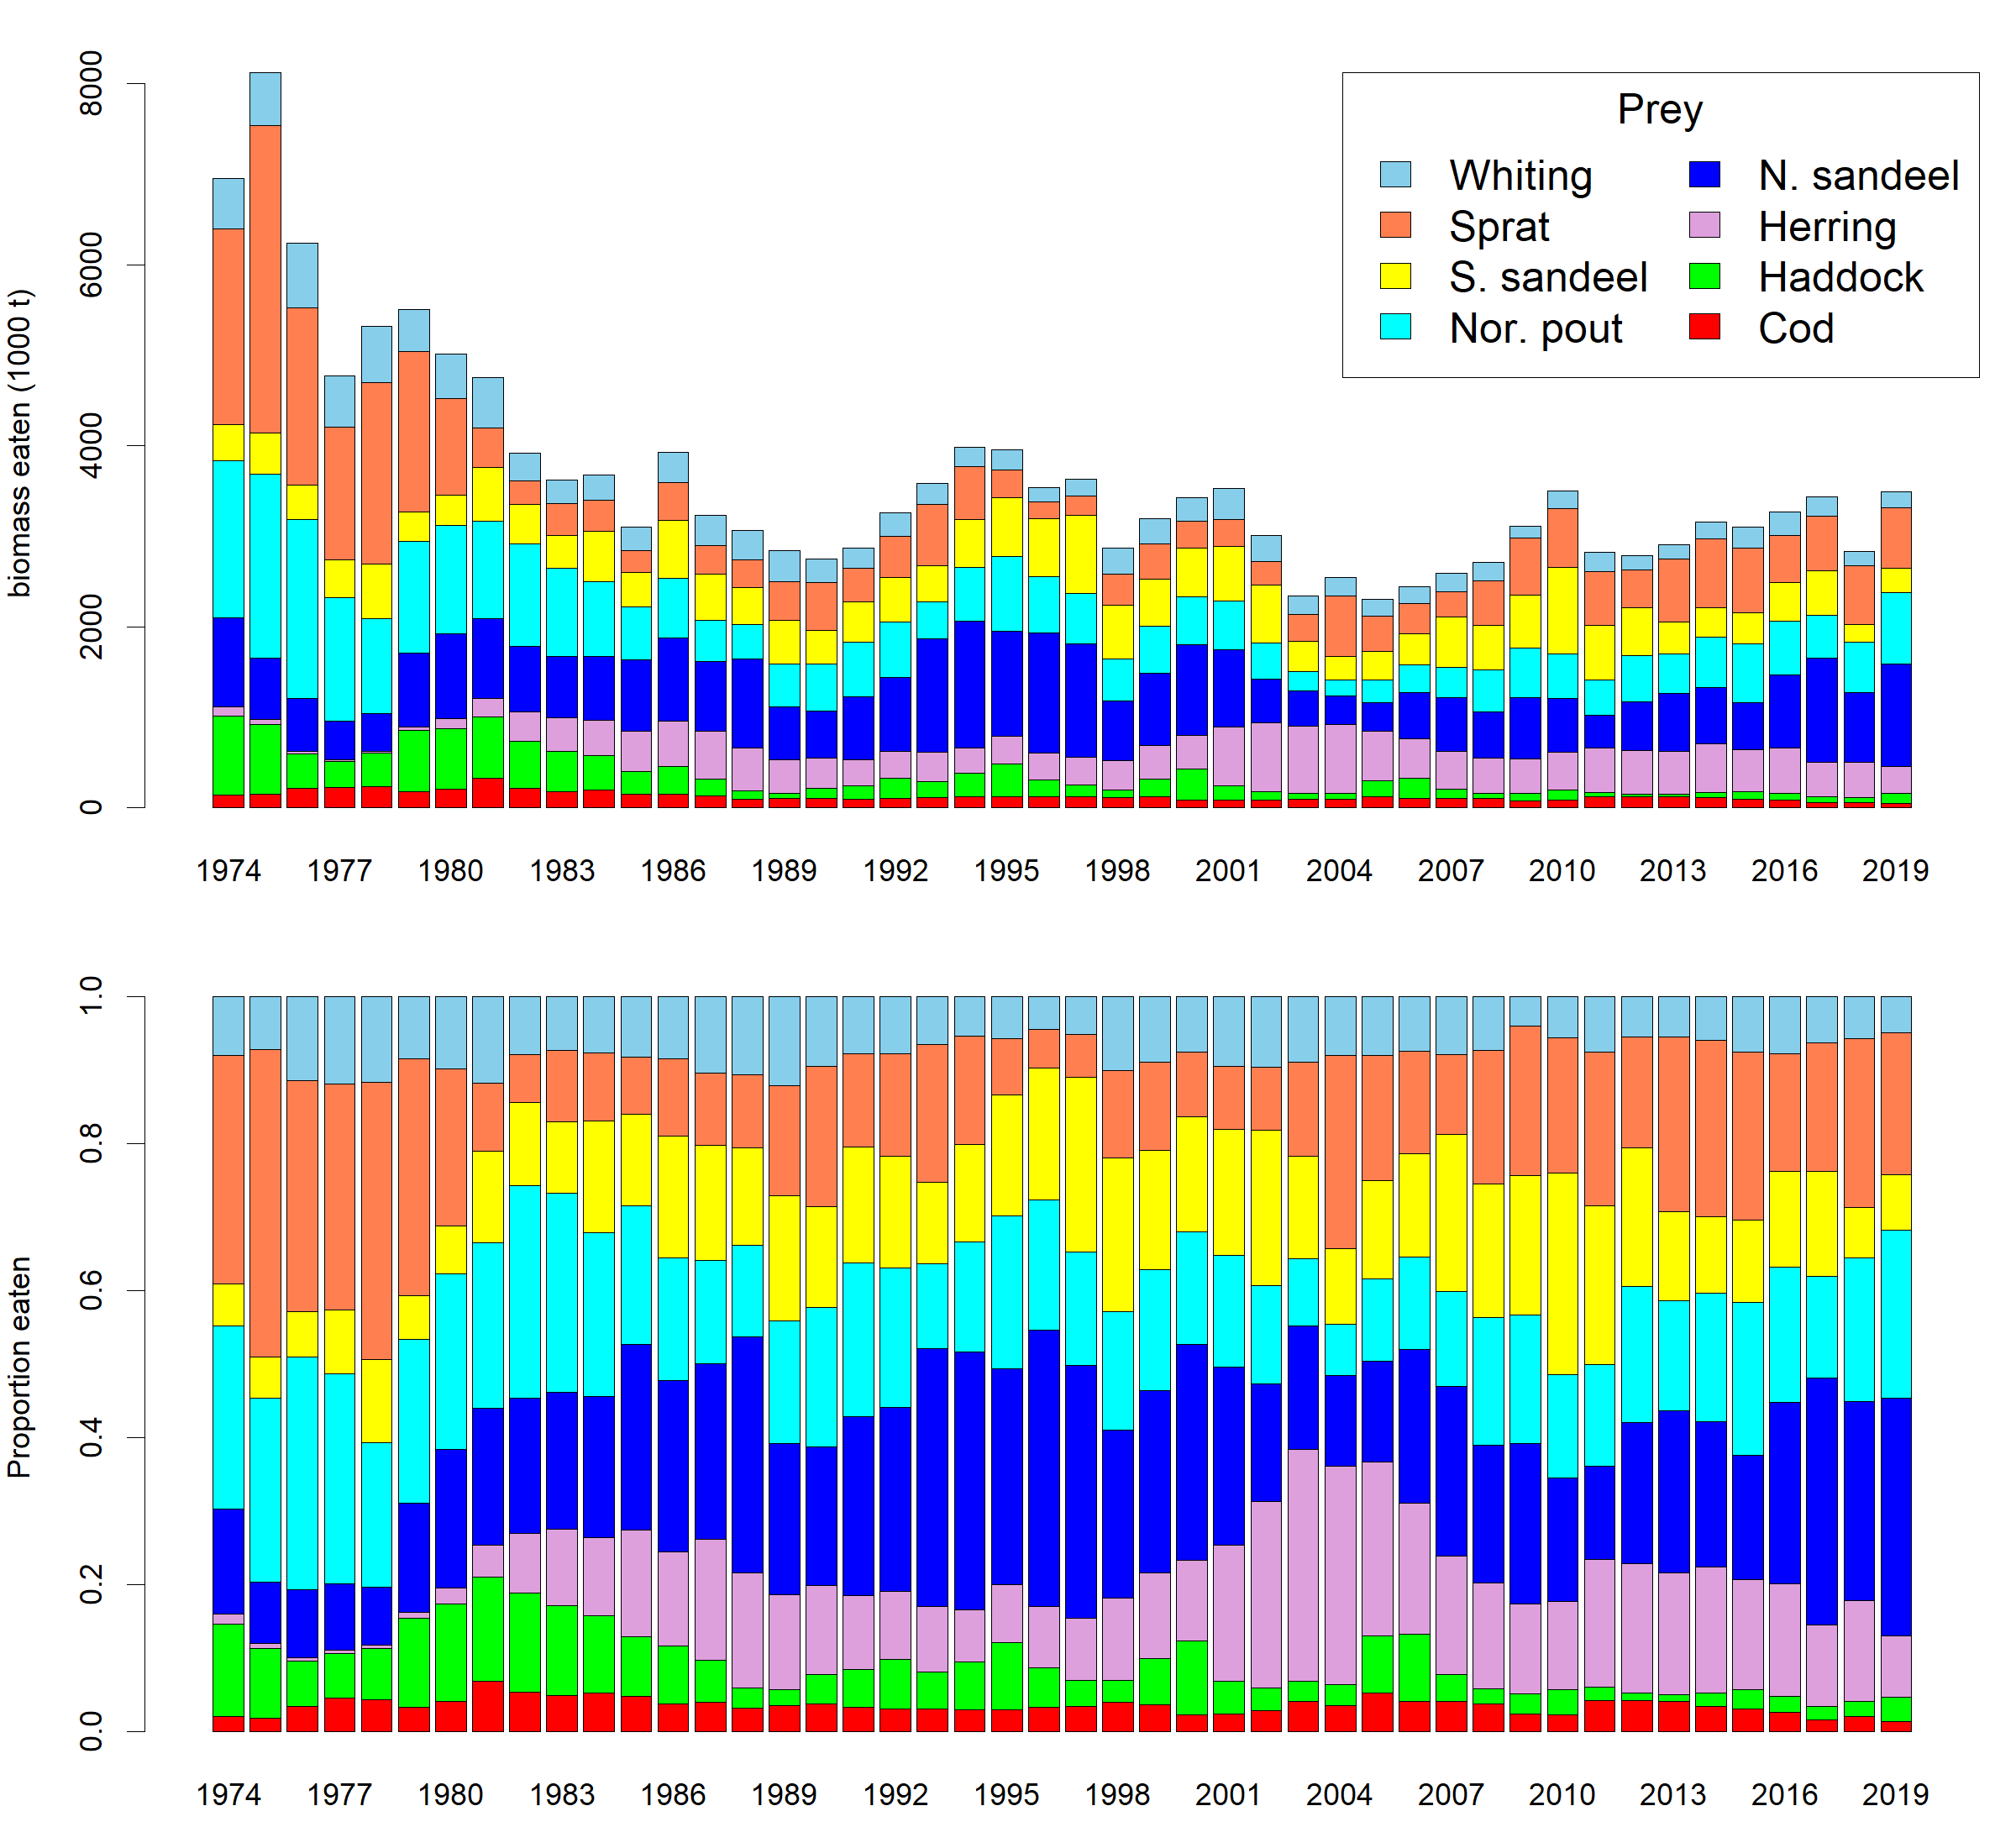 biomass eaten (1000 t)
8000
6000
4000
2000
0
Prey
Whiting
Sprat
S. sandeel
Nor. pout
N. sandeel
Herring
Haddock
Cod
1974 1977 1980 1983 1986 1989 1992 1995 1998 2001 2004 2007 2010 2013 2016 2019
Proportion eaten
1.0
0.8
0.6
0.4
0.2
0.0
1974 1977 1980 1983 1986 1989 1992 1995 1998 2001 2004 2007 2010 2013 2016 2019